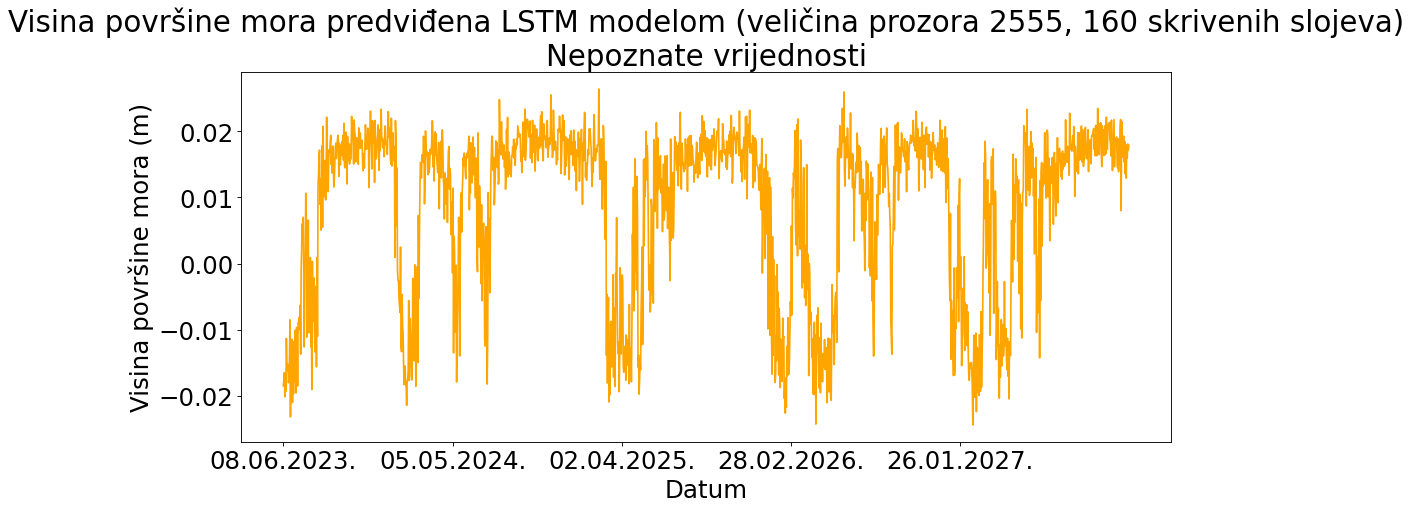 Visina površine mora predviđena LSTM modelom (veličina prozora 2555, 160 skrivenih slojeva)
Nepoznate vrijednosti
Visina površine mora (m)
0.02
0.01
0.00
−0.01
−0.02
08.06.2023. 05.05.2024. 02.04.2025. 28.02.2026. 26.01.2027.
Datum